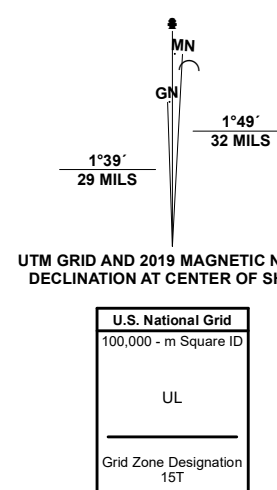 MN
GN
1°49´
32 MILS
1°39´
29 MILS
UTM GRID AND 2019 MAGNETIC N
DECLINATION AT CENTER OF SH
U.S. National Grid
100,000 - m Square ID
UL
Grid Zone Designation
15T